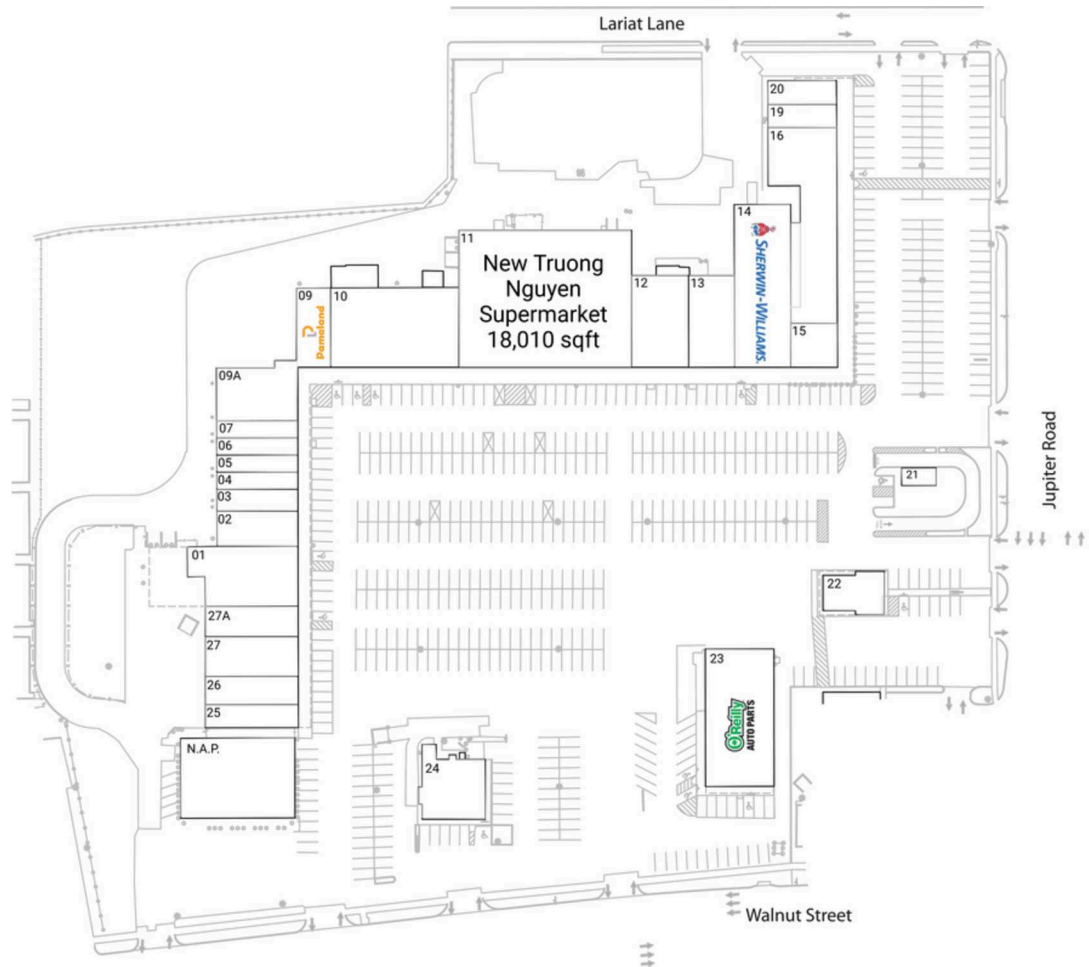 Lariat Lane
20
19
16
14
SHERWIN-WILLIAMS.
11
New Truong
Nguyen
Supermarket
18,010 sqft
12
13
15
09
Pamaland
10
09A
07
06
05
04
03
02
01
27A
27
26
25
N.A.P.
21
Jupiter Road
22
23
O'Reilly
AUTO PARTS
24
Walnut Street